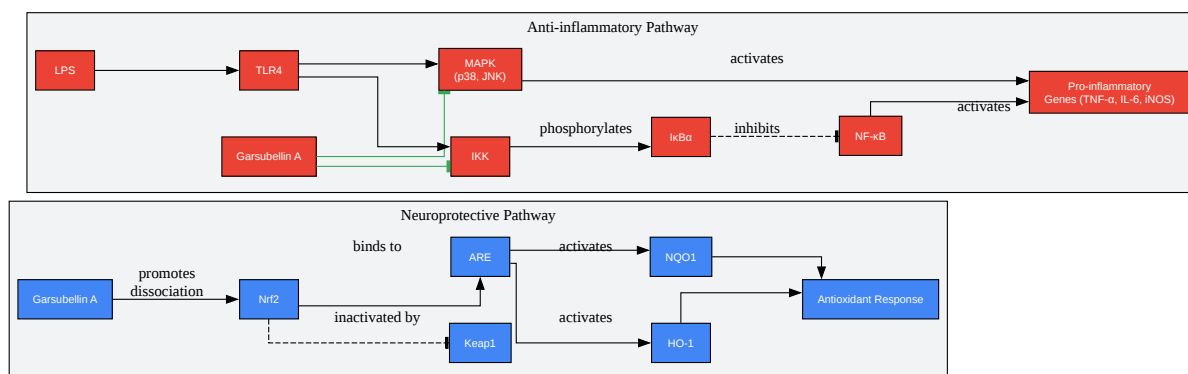 Anti-inflammatory Pathway
LPS
TLR4
MAPK
(p38, JNK)
activates
Pro-inflammatory
Genes (TNF-α, IL-6, iNOS)
activates
Garsubellin A
IKK
phosphorylates
IκBα
inhibits
NF-κB
Neuroprotective Pathway
Garsubellin A
promotes
dissociation
Nrf2
binds to
ARE
activates
NQO1
Antioxidant Response
inactivated by
Keap1
activates
HO-1